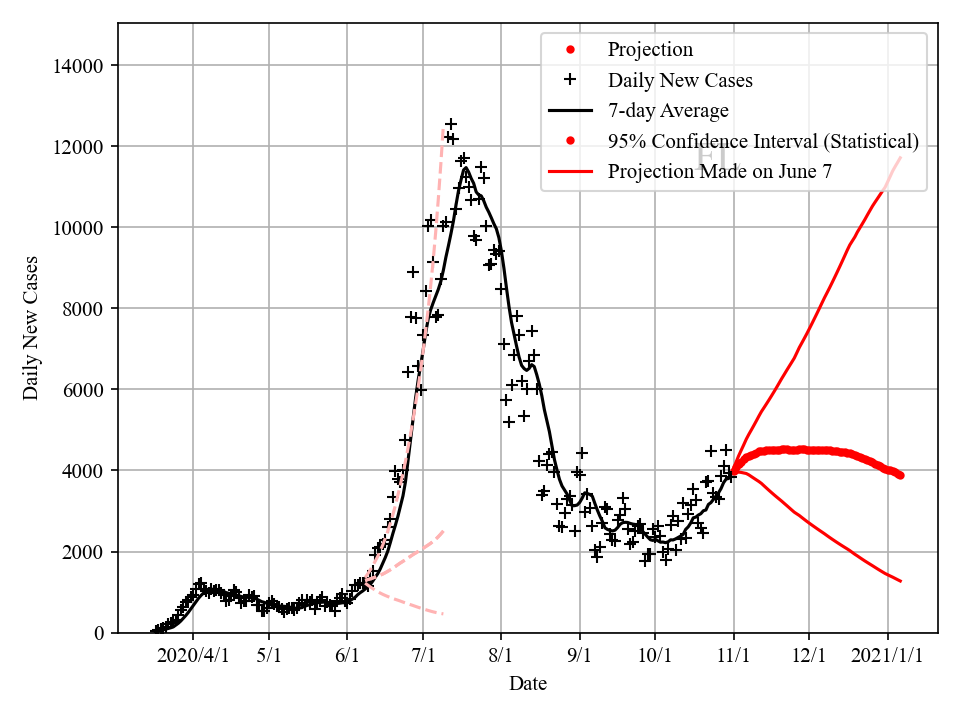 14000
12000
10000
8000
6000
4000
2000
0
Daily New Cases
2020/4/1 5/1 6/1 7/1 8/1 9/1 10/1 11/1 12/1 2021/1/1
Date
Projection
Daily New Cases
7-day Average
95% Confidence Interval (Statistical)
Projection Made on June 7
FL